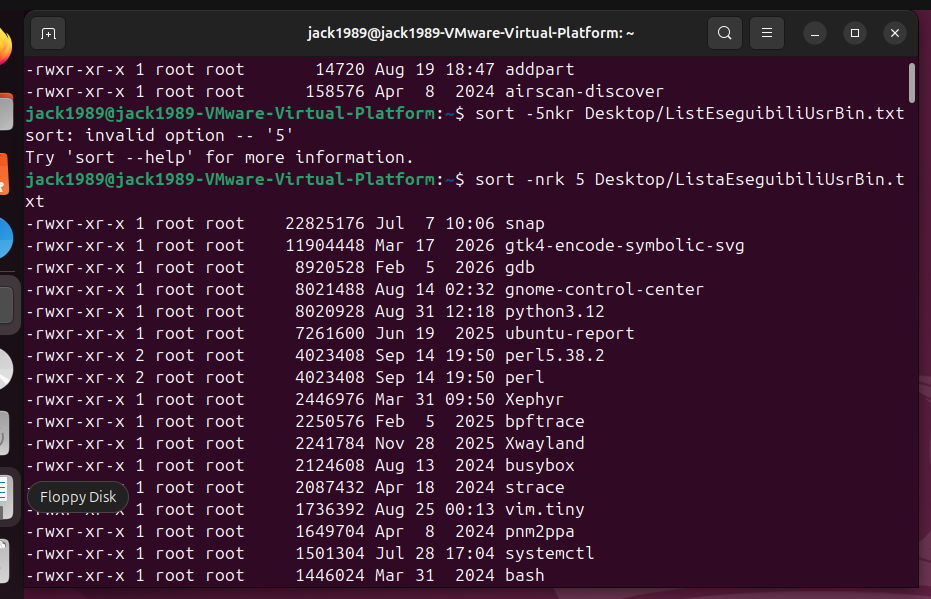 jack1989@jack1989-VMware-Virtual-Platform: ~
-rwxr-xr-x 1 root root 14720 Aug 19 18:47 addpart
-rwxr-xr-x 1 root root 158576 Apr 8 2024 airscan-discover
jack1989@jack1989-VMware-Virtual-Platform:~$ sort -5nkr Desktop/ListEseguibiliUsrBin.txt
sort: invalid option -- '5'
Try 'sort --help' for more information.
jack1989@jack1989-VMware-Virtual-Platform:~$ sort -nrk 5 Desktop/ListaEseguibiliUsrBin.t
xt
-rwxr-xr-x 1 root root 22825176 Jul 7 10:06 snap
-rwxr-xr-x 1 root root 11904448 Mar 17 2026 gtk4-encode-symbolic-svg
-rwxr-xr-x 1 root root 8920528 Feb 5 2026 gdb
-rwxr-xr-x 1 root root 8021488 Aug 14 02:32 gnome-control-center
-rwxr-xr-x 1 root root 8020928 Aug 31 12:18 python3.12
-rwxr-xr-x 1 root root 7261600 Jun 19 2025 ubuntu-report
-rwxr-xr-x 2 root root 4023408 Sep 14 19:50 perl5.38.2
-rwxr-xr-x 2 root root 4023408 Sep 14 19:50 perl
-rwxr-xr-x 1 root root 2446976 Mar 31 09:50 Xephyr
-rwxr-xr-x 1 root root 2250576 Feb 5 2025 bpftrace
-rwxr-xr-x 1 root root 2241784 Nov 28 2025 Xwayland
-rwxr-xr-x 1 root root 2124608 Aug 13 2024 busybox
1 root root 2087432 Apr 18 2024 strace
Floppy Disk
1 root root 1736392 Aug 25 00:13 vim.tiny
-rwxr-xr-x 1 root root 1649704 Apr 8 2024 pnm2ppa
-rwxr-xr-x 1 root root 1501304 Jul 28 17:04 systemctl
-rwxr-xr-x 1 root root 1446024 Mar 31 2024 bash